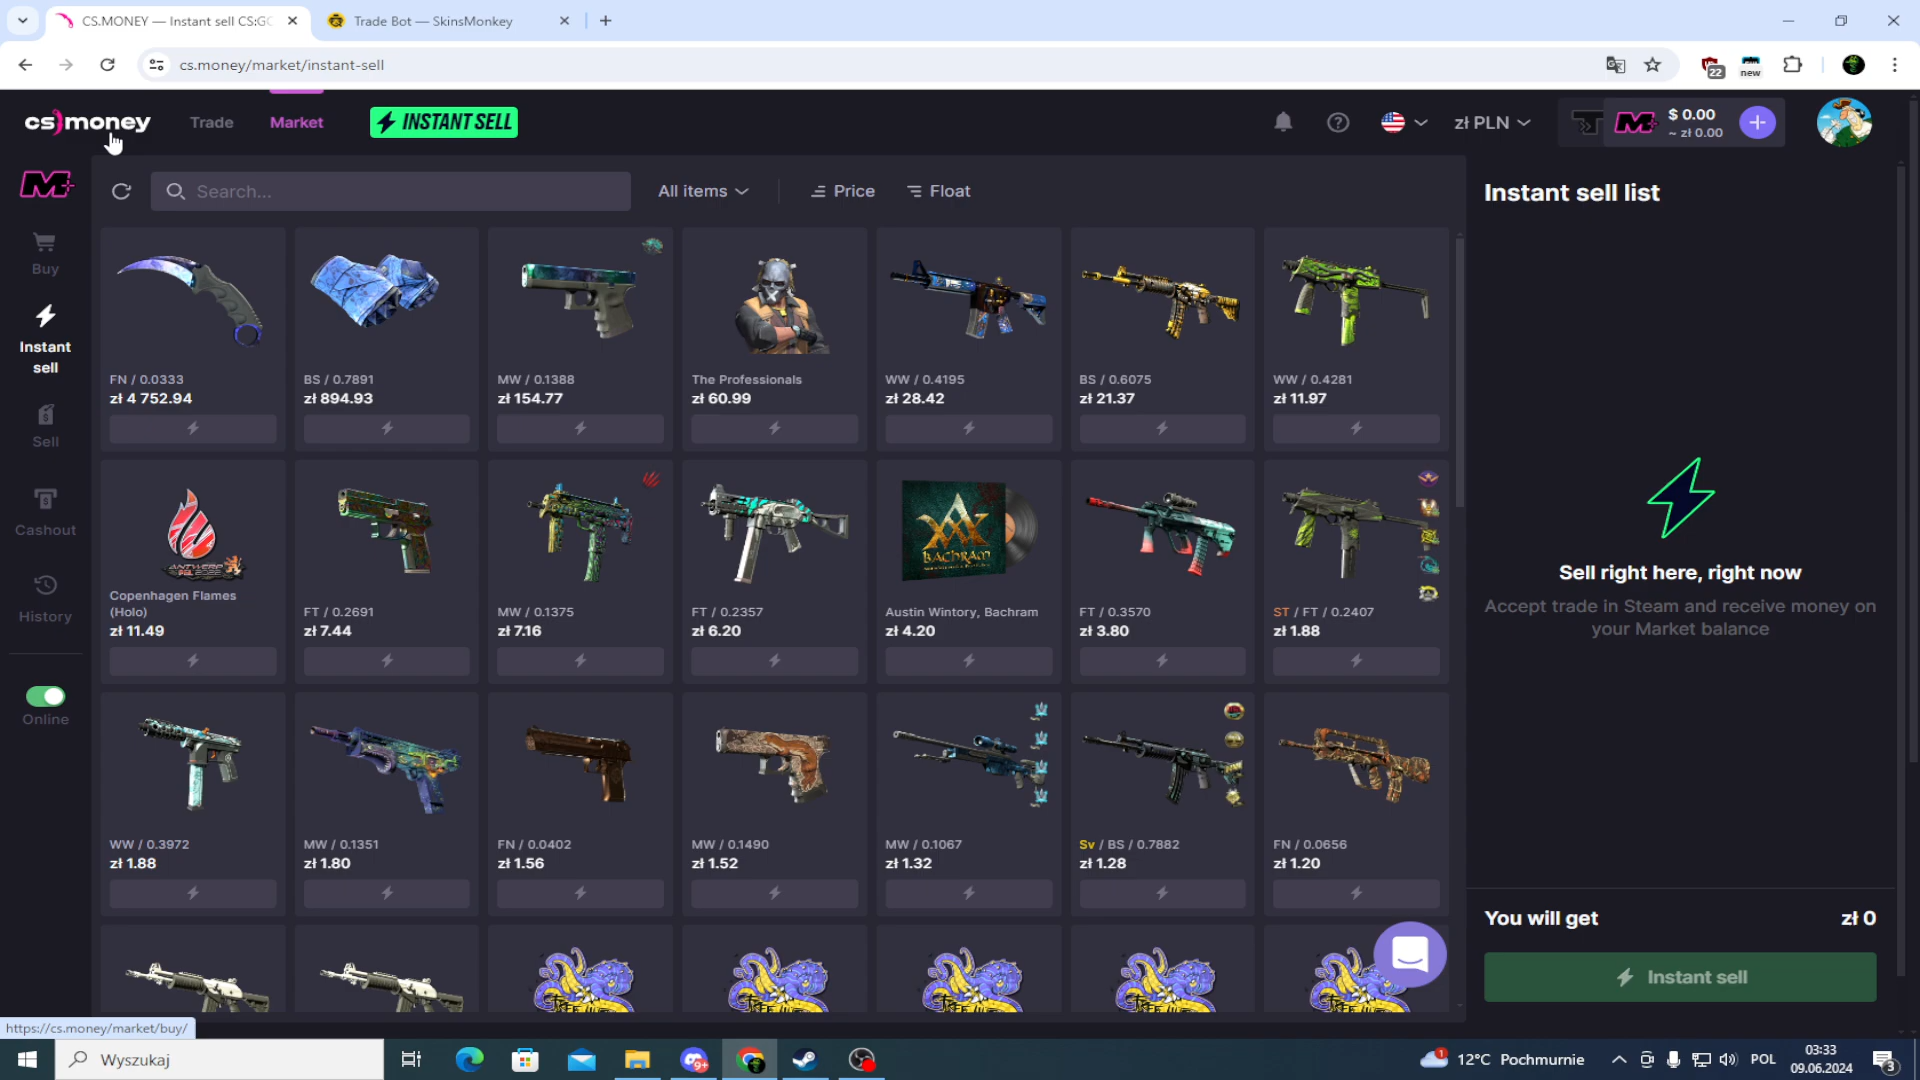 CS.MONEY — Instant sell CS:GC
Trade Bot — SkinsMonkey
cs.money/market/instant-sell
22
new
cs money
Trade
Market
INSTANT SELL
zł PLN
$ 0.00
~ zł 0.00
Search...
All items
Price
Float
Instant sell list
Buy
Instant
sell
Sell
Cashout
History
Online
FN / 0.0333
zł 4 752.94
BS / 0.7891
zł 894.93
MW / 0.1388
zł 154.77
The Professionals
zł 60.99
WW / 0.4195
zł 28.42
BS / 0.6075
zł 21.37
WW / 0.4281
zł 11.97
ANTWERP
BACHRAM
Copenhagen Flames
(Holo)
zł 11.49
FT / 0.2691
zł 7.44
MW / 0.1375
zł 7.16
FT / 0.2357
zł 6.20
Austin Wintory, Bachram
zł 4.20
FT / 0.3570
zł 3.80
ST / FT / 0.2407
zł 1.88
WW / 0.3972
zł 1.88
MW / 0.1351
zł 1.80
FN / 0.0402
zł 1.56
MW / 0.1490
zł 1.52
MW / 0.1067
zł 1.32
Sv / BS / 0.7882
zł 1.28
FN / 0.0656
zł 1.20
Sell right here, right now
Accept trade in Steam and receive money on
your Market balance
You will get
zł 0
Instant sell
https://cs.money/market/buy/
Wyszukaj
12°C Pochmurnie
POL
03:33
09.06.2024
3